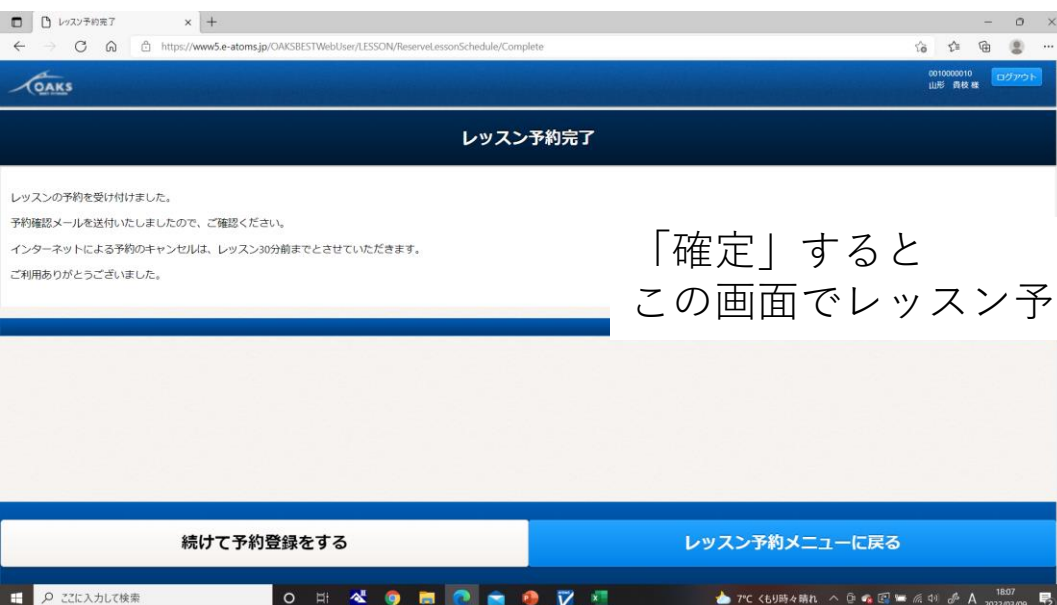 レッスン予約完了
https://www5.e-atoms.jp/OAKSBESTWebUser/LESSON/ReserveLessonSchedule/Complete
OAKS
BEST FITNESS
0010000010
山形 貴枝 様
ログアウト
レッスン予約完了
レッスンの予約を受け付けました。
予約確認メールを送付いたしましたので、ご確認ください。
インターネットによる予約のキャンセルは、レッスン30分前までとさせていただきます。
ご利用ありがとうございました。
「確定」すると
この画面でレッスン予
続けて予約登録をする
レッスン予約メニューに戻る
ここに入力して検索
7°C くもり時々晴れ
A
18:07
2022/03/09